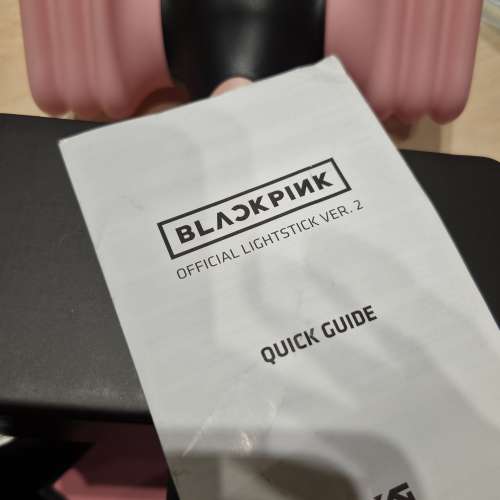 BLACKPINK
OFFICIAL LIGHTSTICK VER. 2
QUICK GUIDE